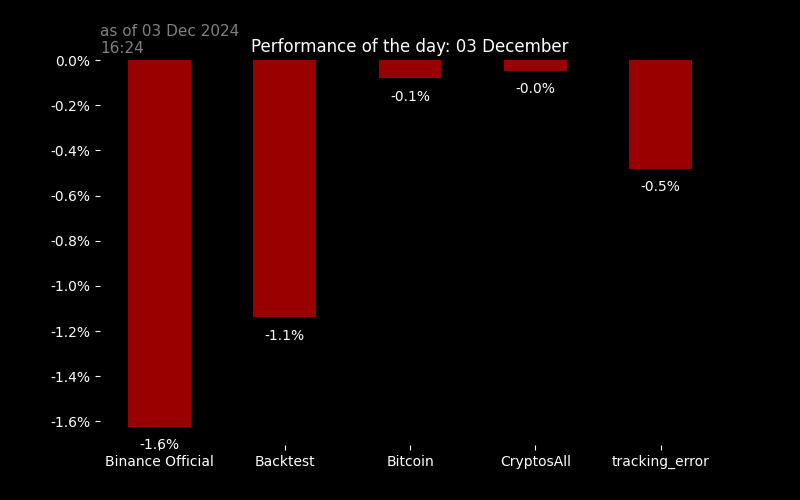 as of 03 Dec 2024
16:24
Performance of the day: 03 December
0.0%
-0.2%
-0.4%
-0.6%
-0.8%
-1.0%
-1.2%
-1.4%
-1.6%
-1.6%
-1.1%
-0.1%
-0.0%
-0.5%
Binance Official
Backtest
Bitcoin
CryptosAll
tracking_error